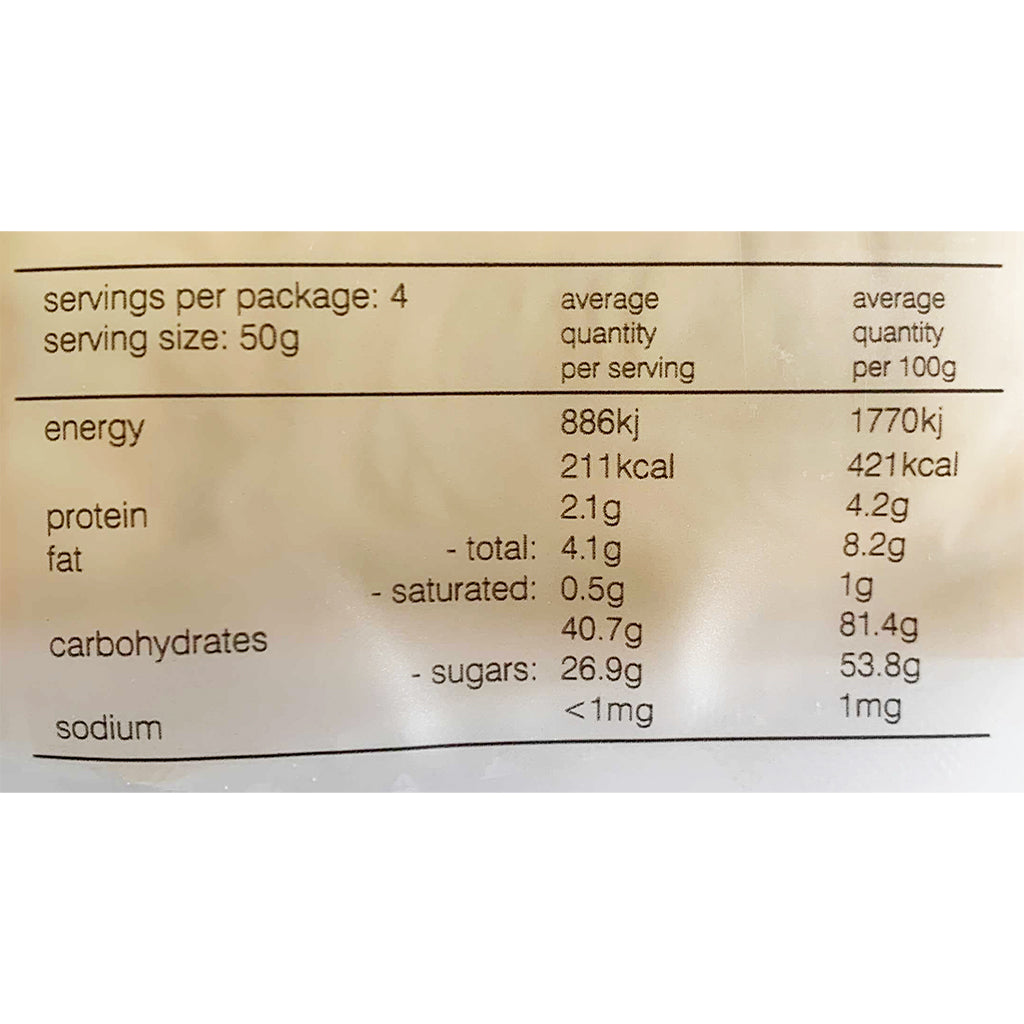 servings per package: 4
serving size: 50g
average quantity per serving
average quantity per 100g
energy 886kj 1770kj
211kcal 421kcal
protein 2.1g 4.2g
fat - total: 4.1g 8.2g
- saturated: 0.5g 1g
carbohydrates 40.7g 81.4g
- sugars: 26.9g 53.8g
sodium <1mg 1mg